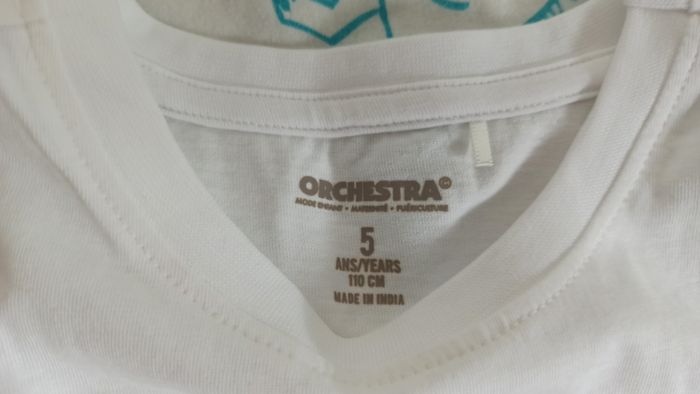 ORCHESTRA©
MODE ENFANT • MATERNITÉ • PUÉRICULTURE
5
ANS/YEARS
110 CM
MADE IN INDIA